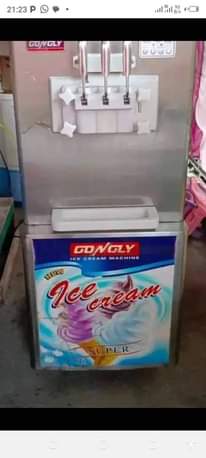 21:23 P
GONGLY
GONGLY
ICE CREAM MACHINE
Ice
cream
SUPER